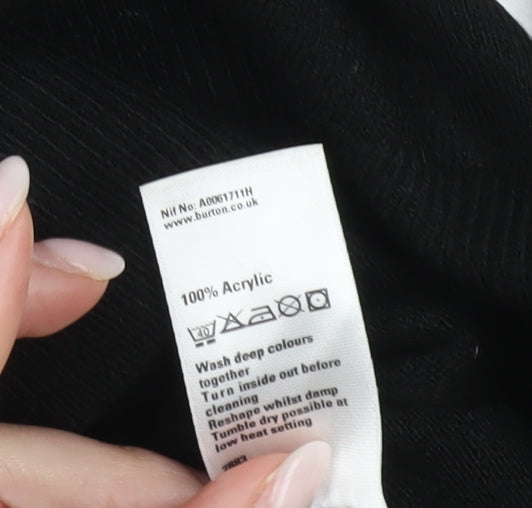 Nif No: A0061711H
www.burton.co.uk
100% Acrylic
40
Wash deep colours
together
Turn inside out before
cleaning
Reshape whilst damp
Tumble dry possible at
low heat setting